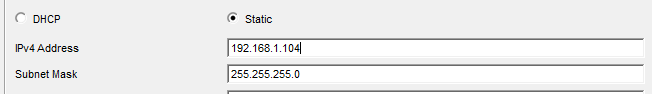 DHCP Static
IPv4 Address 192.168.1.104
Subnet Mask 255.255.255.0